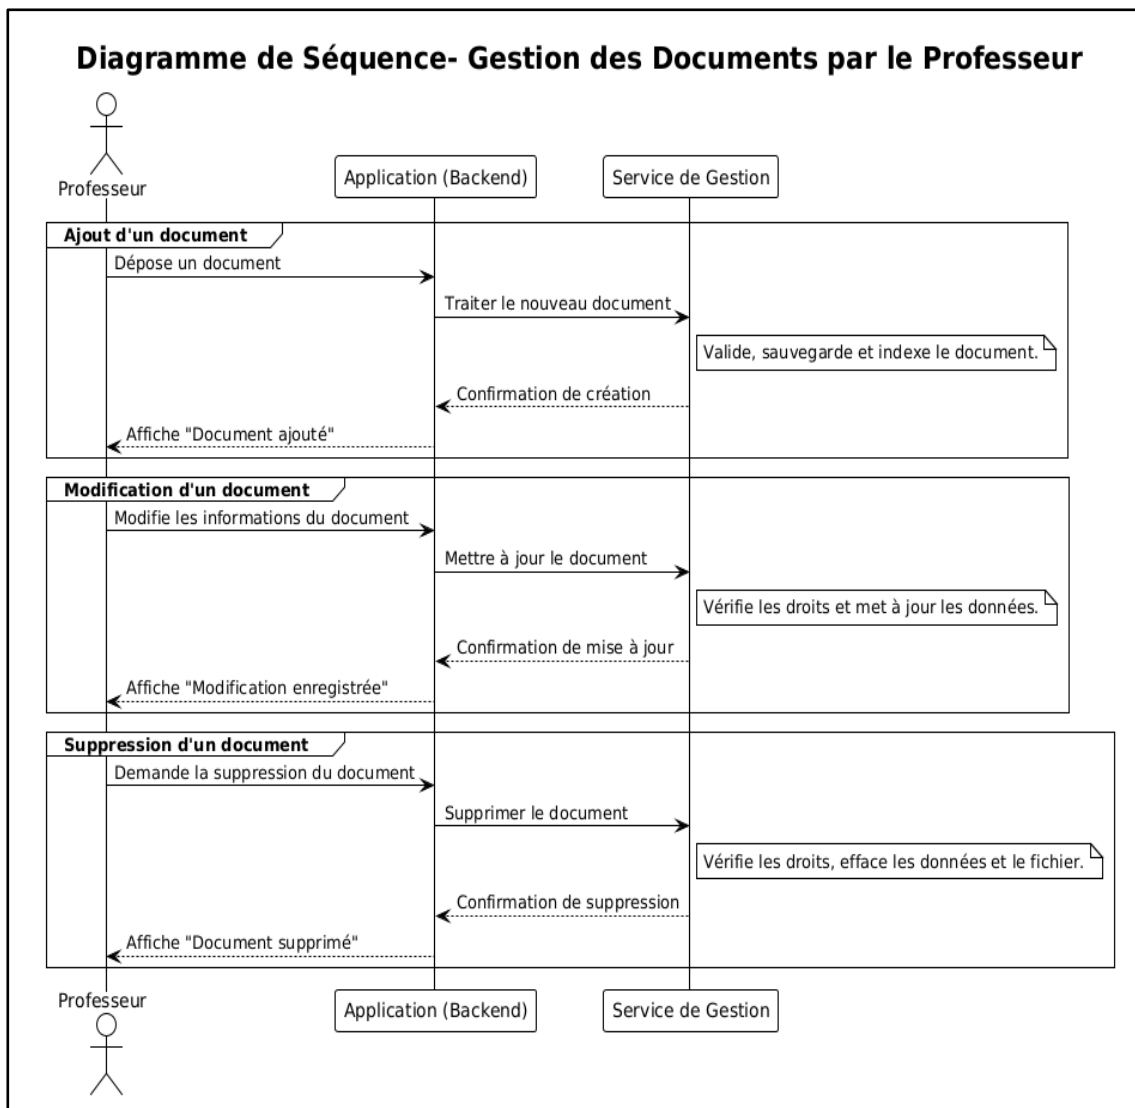 Diagramme de Séquence- Gestion des Documents par le Professeur
Professeur
Application (Backend)
Service de Gestion
Ajout d'un document
Dépose un document
Traiter le nouveau document
Valide, sauvegarde et indexe le document.
Confirmation de création
Affiche "Document ajouté"
Modification d'un document
Modifie les informations du document
Mettre à jour le document
Vérifie les droits et met à jour les données.
Confirmation de mise à jour
Affiche "Modification enregistrée"
Suppression d'un document
Demande la suppression du document
Supprimer le document
Vérifie les droits, efface les données et le fichier.
Confirmation de suppression
Affiche "Document supprimé"
Professeur
Application (Backend)
Service de Gestion